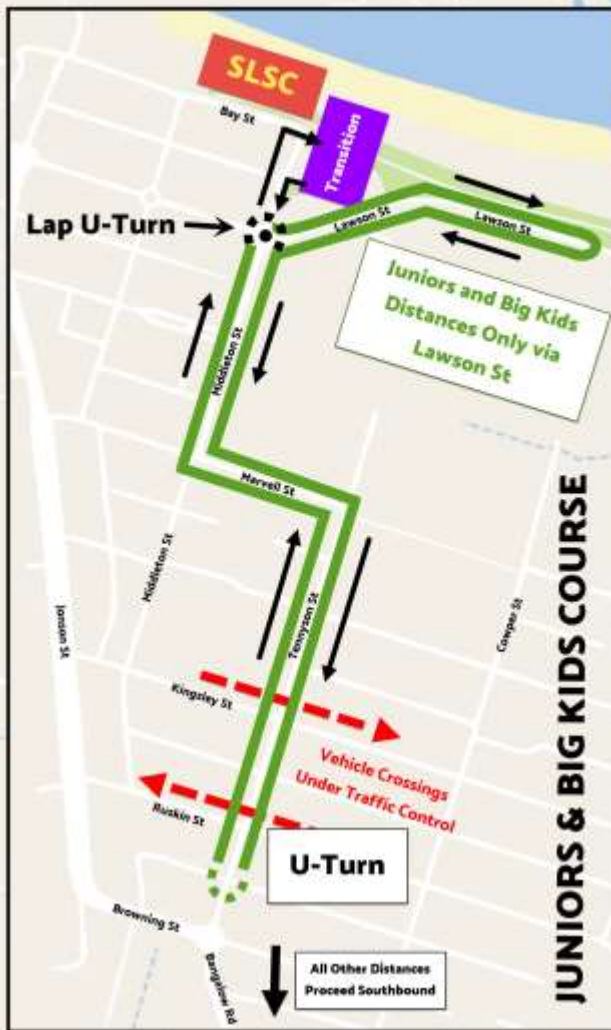 SLSC
Bay St
Transition
Lap U-Turn
Lawson St
Lawson St
Juniors and Big Kids
Distances Only via
Lawson St
Middleton St
Marvell St
Middleton St
Tennyson St
Cowper St
Jonson St
Kingsley St
Vehicle Crossings
Under Traffic Control
Ruskin St
U-Turn
Browning St
Bangalow Rd
All Other Distances
Proceed Southbound
JUNIORS & BIG KIDS COURSE